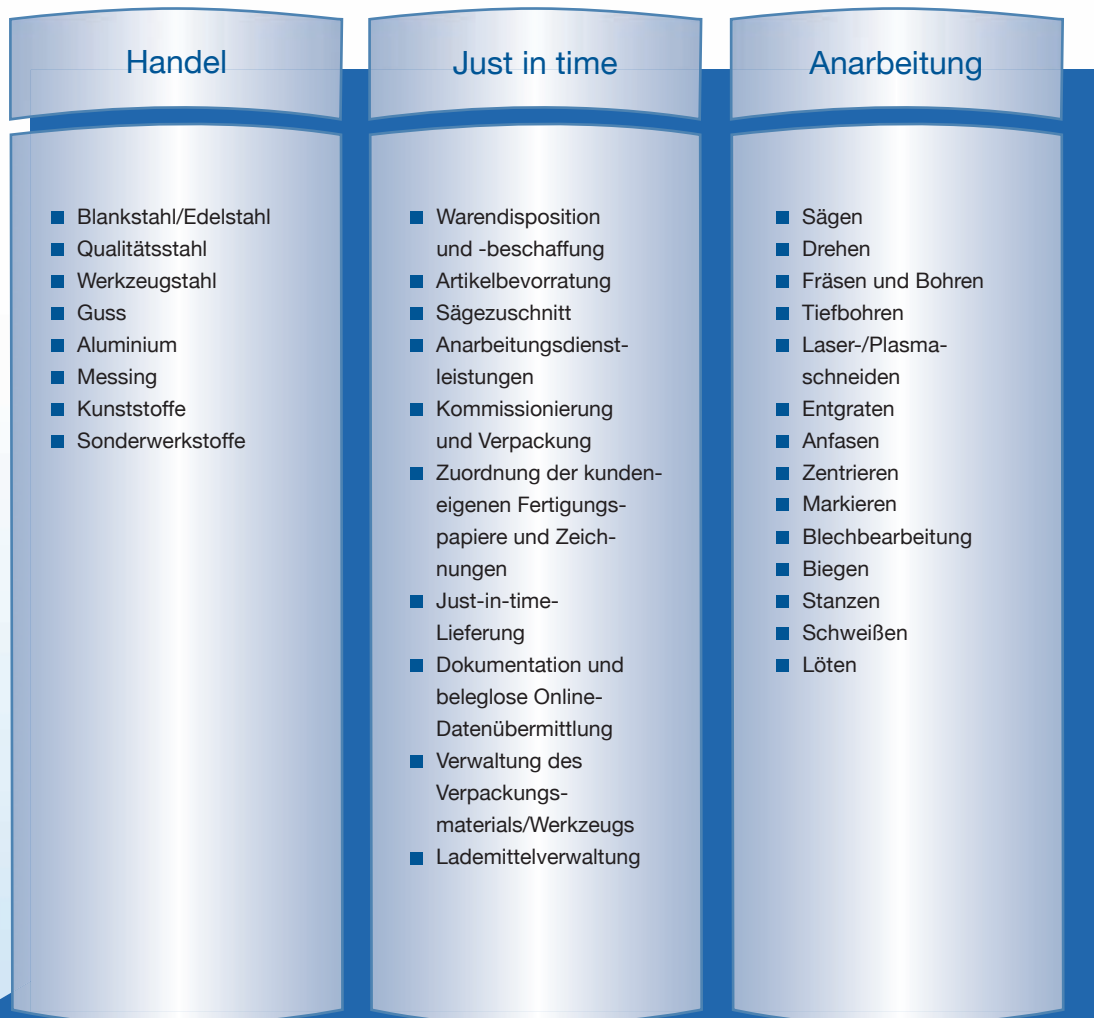 Handel
■ Blankstahl/Edelstahl
■ Qualitätsstahl
■ Werkzeugstahl
■ Guss
■ Aluminium
■ Messing
■ Kunststoffe
■ Sonderwerkstoffe
Just in time
■ Warendisposition
und -beschaffung
■ Artikelbevorratung
■ Sägezuschnitt
■ Anarbeitungsdienst-
leistungen
■ Kommissionierung
und Verpackung
■ Zuordnung der kunden-
eigenen Fertigungs-
papiere und Zeich-
nungen
■ Just-in-time-
Lieferung
■ Dokumentation und
beleglose Online-
Datenübermittlung
■ Verwaltung des
Verpackungs-
materials/Werkzeugs
■ Lademittelverwaltung
Anarbeitung
■ Sägen
■ Drehen
■ Fräsen und Bohren
■ Tiefbohren
■ Laser-/Plasma-
schneiden
■ Entgraten
■ Anfasen
■ Zentrieren
■ Markieren
■ Blechbearbeitung
■ Biegen
■ Stanzen
■ Schweißen
■ Löten